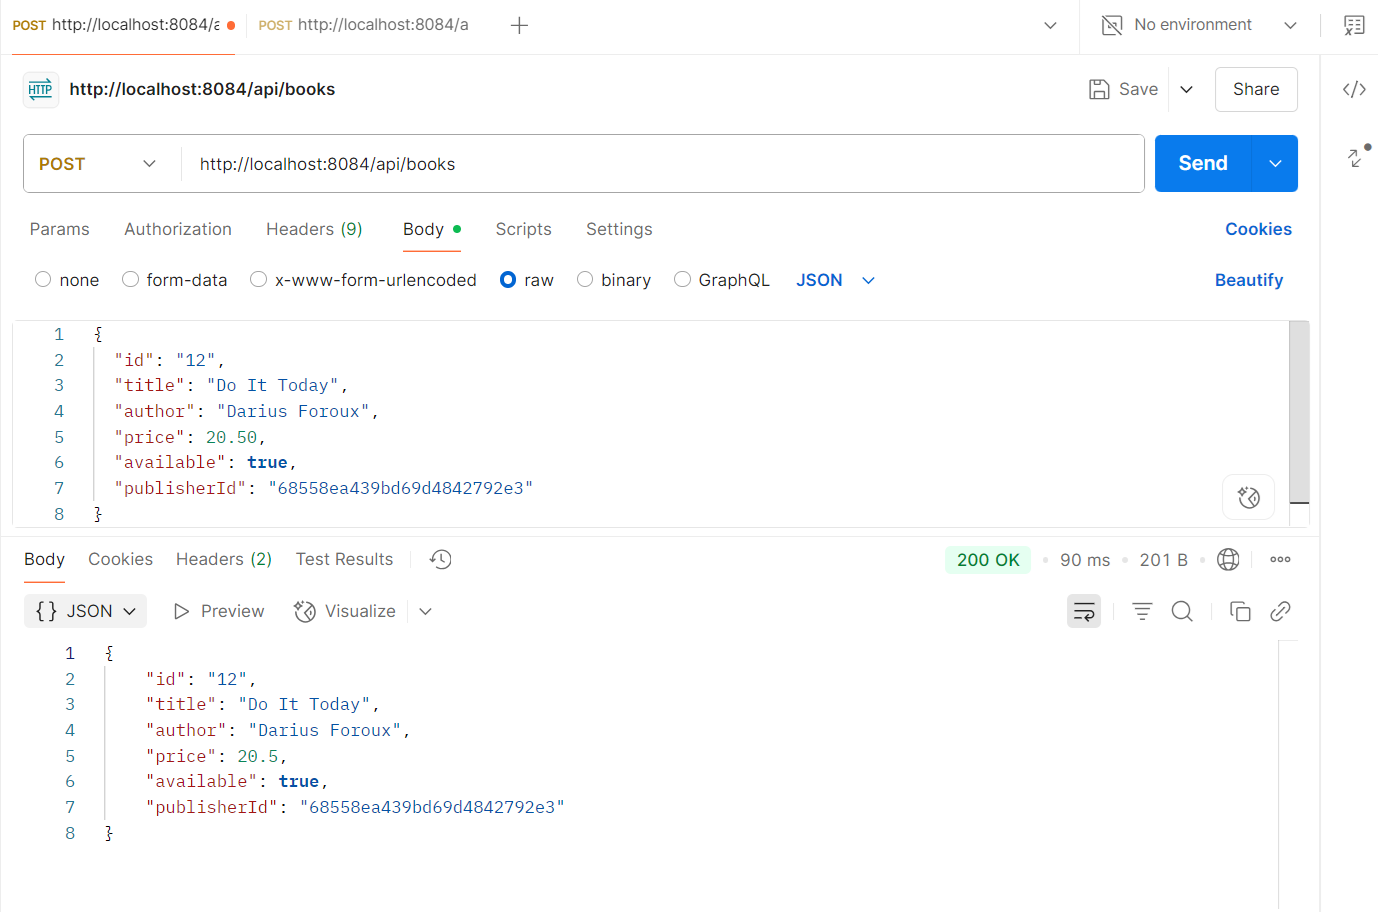 POST http://localhost:8084/a POST http://localhost:8084/a No environment
HTTP http://localhost:8084/api/books Save Share
POST http://localhost:8084/api/books Send
Params Authorization Headers (9) Body Scripts Settings Cookies
none form-data x-www-form-urlencoded raw binary GraphQL JSON Beautify
1 {
2 "id": "12",
3 "title": "Do It Today",
4 "author": "Darius Foroux",
5 "price": 20.50,
6 "available": true,
7 "publisherId": "68558ea439bd69d4842792e3"
8 }
Body Cookies Headers (2) Test Results 200 OK 90 ms 201 B
{} JSON Preview Visualize
1 {
2 "id": "12",
3 "title": "Do It Today",
4 "author": "Darius Foroux",
5 "price": 20.5,
6 "available": true,
7 "publisherId": "68558ea439bd69d4842792e3"
8 }